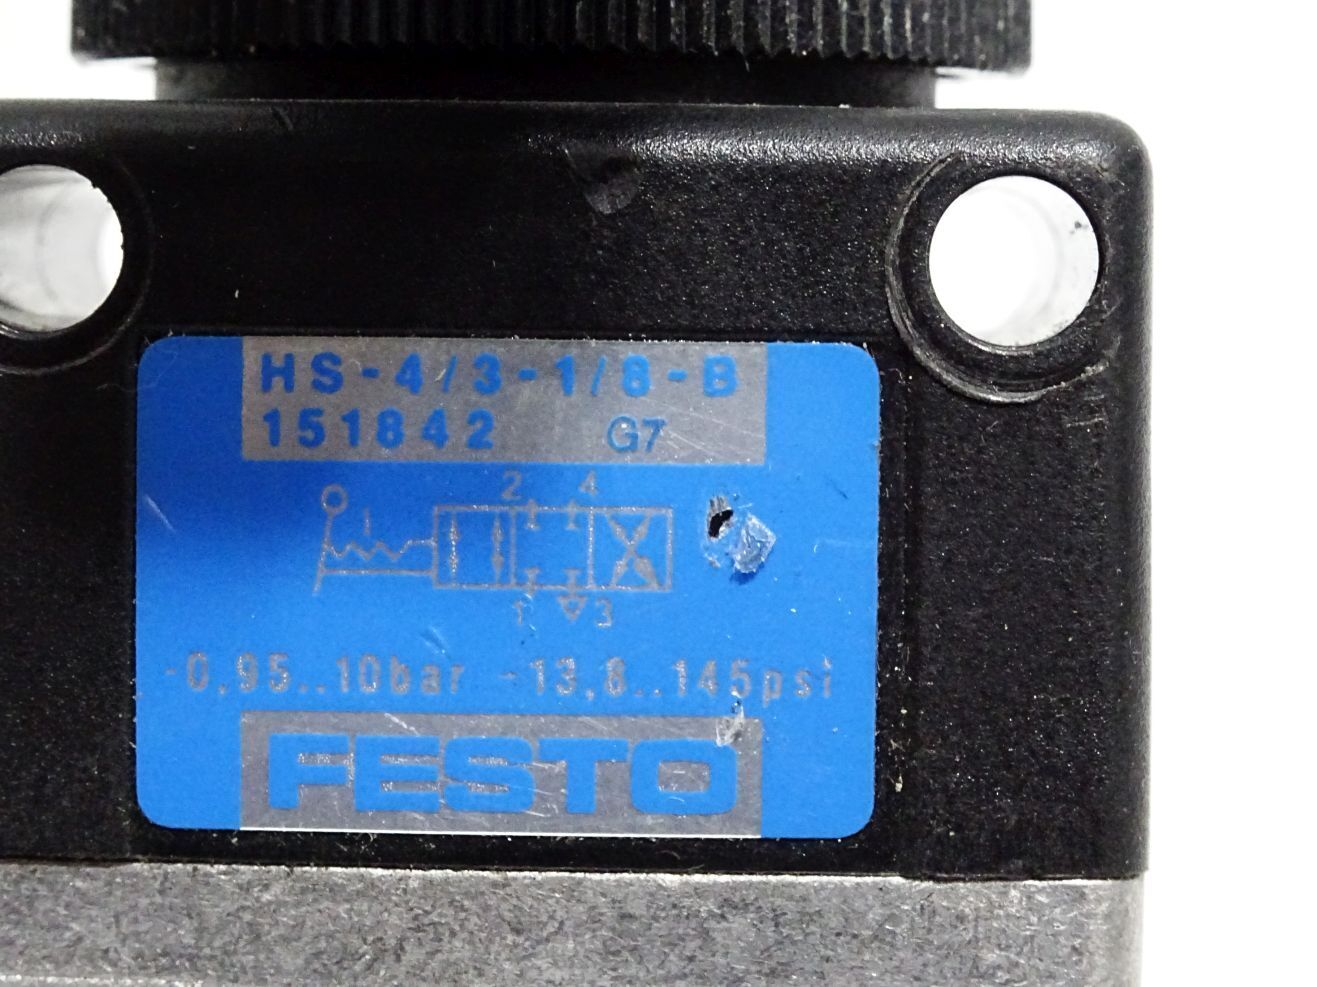 HS-4/3-1/8-B
151842 G7
2 4
1 3
-0,95..10bar -13,8..145psi
FESTO